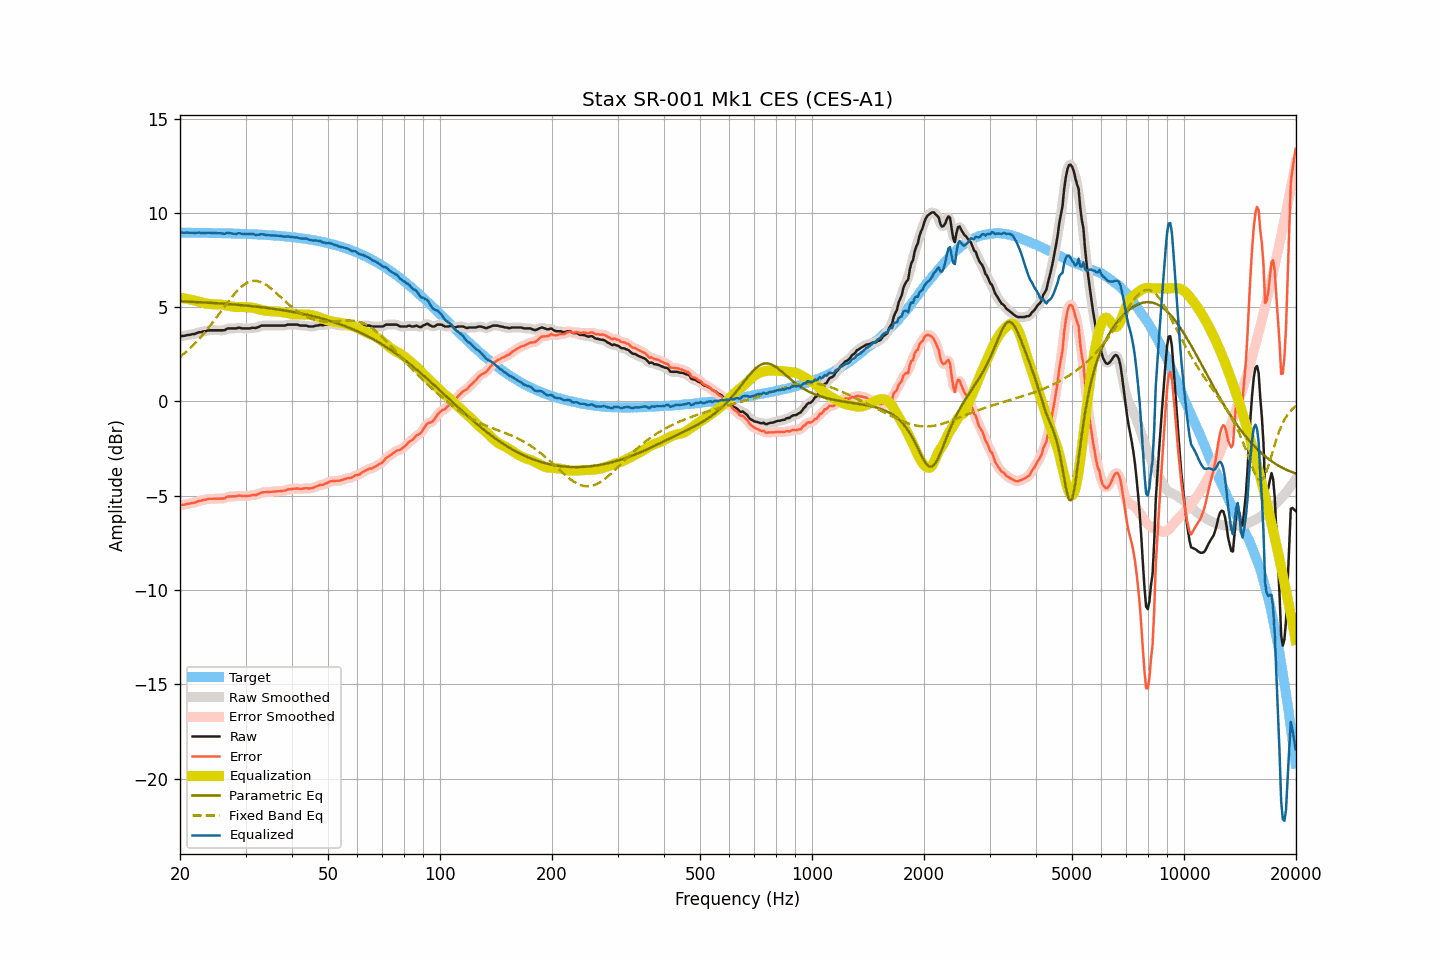 Stax SR-001 Mk1 CES (CES-A1)
15
10
5
0
−5
−10
−15
−20
Amplitude (dBr)
Target
Raw Smoothed
Error Smoothed
Raw
Error
Equalization
Parametric Eq
Fixed Band Eq
Equalized
20 50 100 200 500 1000 2000 5000 10000 20000
Frequency (Hz)